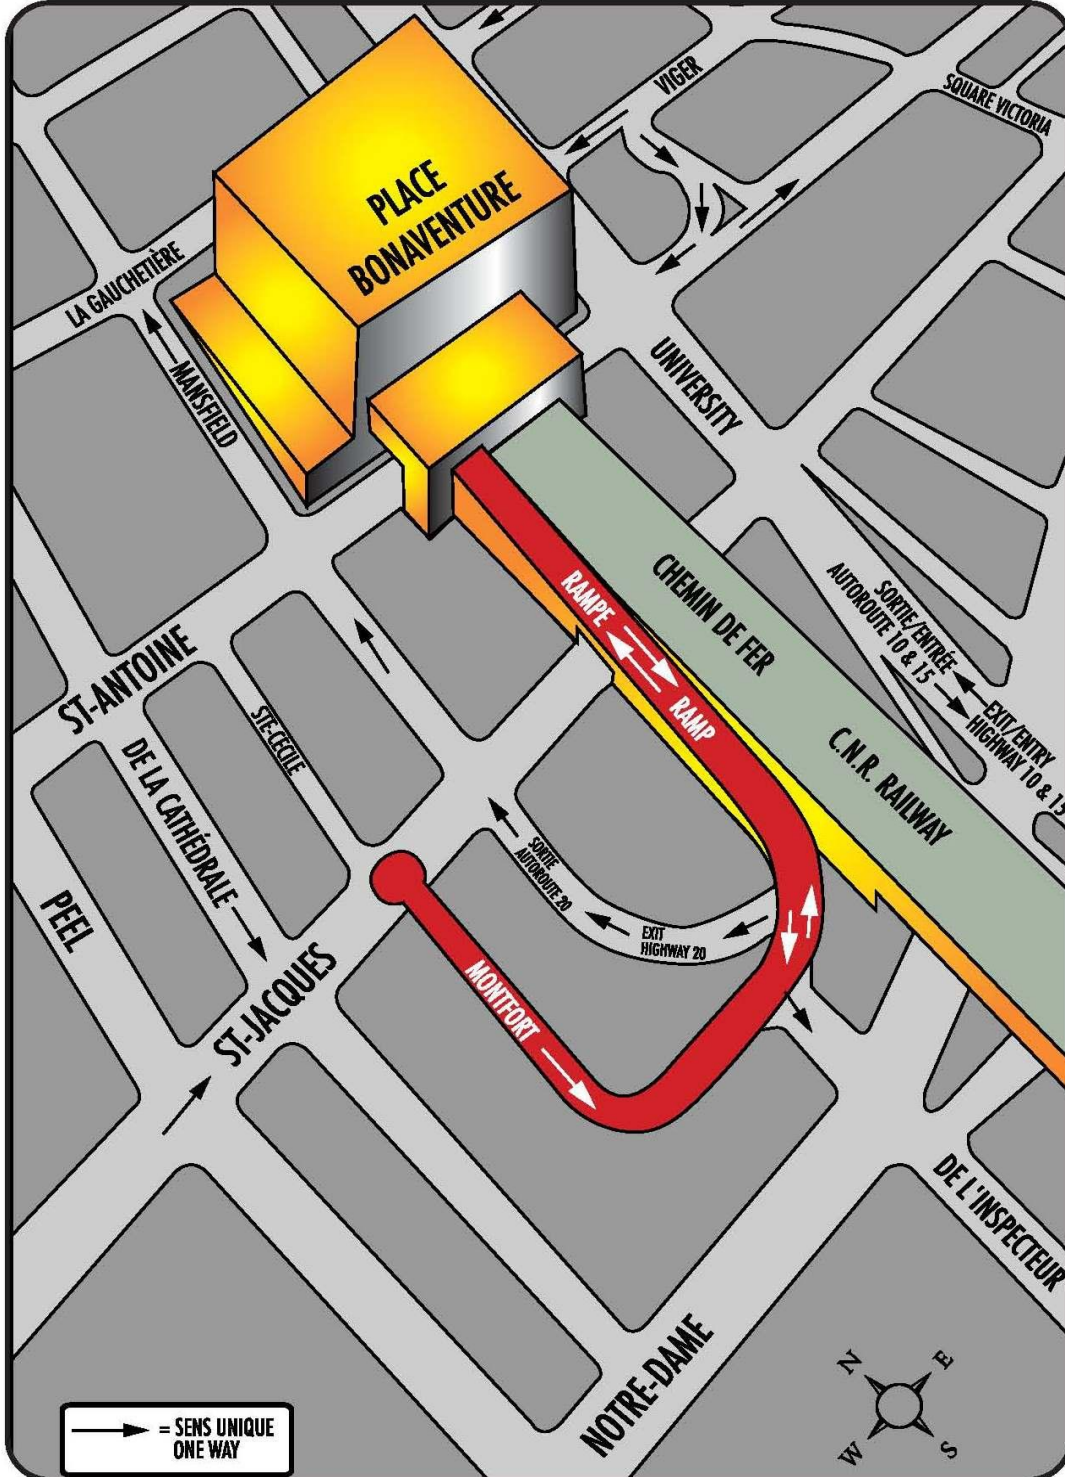 VIGER
SQUARE VICTORIA
PLACE
BONAVENTURE
LA GAUCHETIÈRE
MANSFIELD
UNIVERSITY
CHEMIN DE FER
C.N.R. RAILWAY
SORTIE/ENTRÉE
AUTOROUTE 10 & 15
EXIT/ENTRY
HIGHWAY 10 & 15
RAMPE
RAMP
ST-ANTOINE
STE-CECILE
DE LA CATHÉDRALE
PEEL
SORTIE
AUTOROUTE 20
EXIT
HIGHWAY 20
MONTFORT
ST-JACQUES
DE L'INSPECTEUR
NOTRE-DAME
N
E
W
S
= SENS UNIQUE
ONE WAY